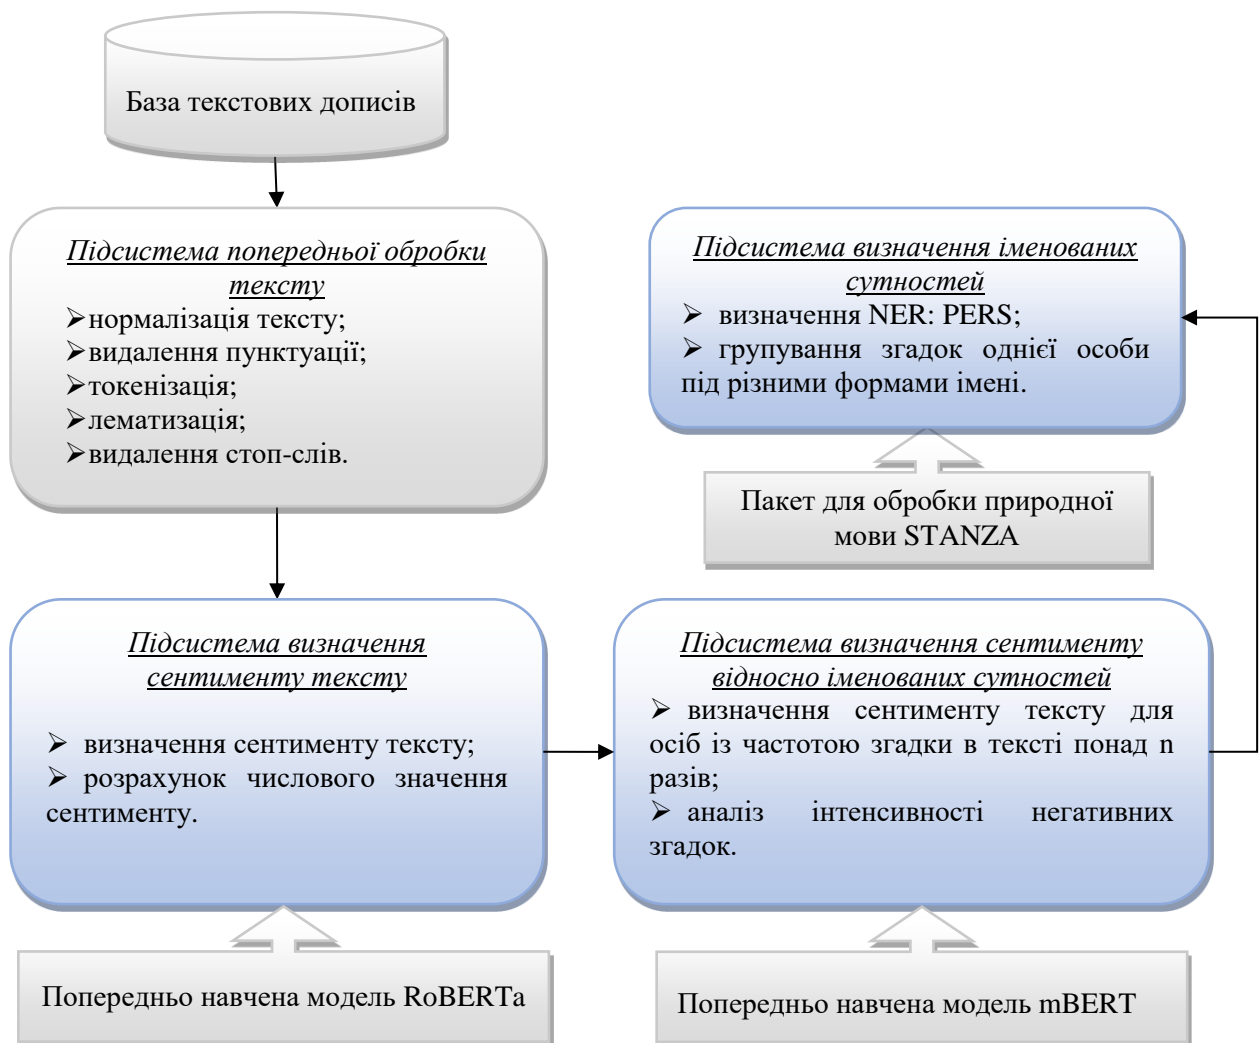 База текстових дописів
Підсистема попередньої обробки
тексту
➢нормалізація тексту;
➢видалення пунктуації;
➢токенізація;
➢лематизація;
➢видалення стоп-слів.
Підсистема визначення іменованих
сутностей
➢ визначення NER: PERS;
➢ групування згадок однієї особи
під різними формами імені.
Пакет для обробки природної
мови STANZA
Підсистема визначення
сентименту тексту
➢ визначення сентименту тексту;
➢ розрахунок числового значення
сентименту.
Підсистема визначення сентименту
відносно іменованих сутностей
➢ визначення сентименту тексту для
осіб із частотою згадки в тексті понад n
разів;
➢ аналіз інтенсивності негативних
згадок.
Попередньо навчена модель RoBERTa
Попередньо навчена модель mBERT